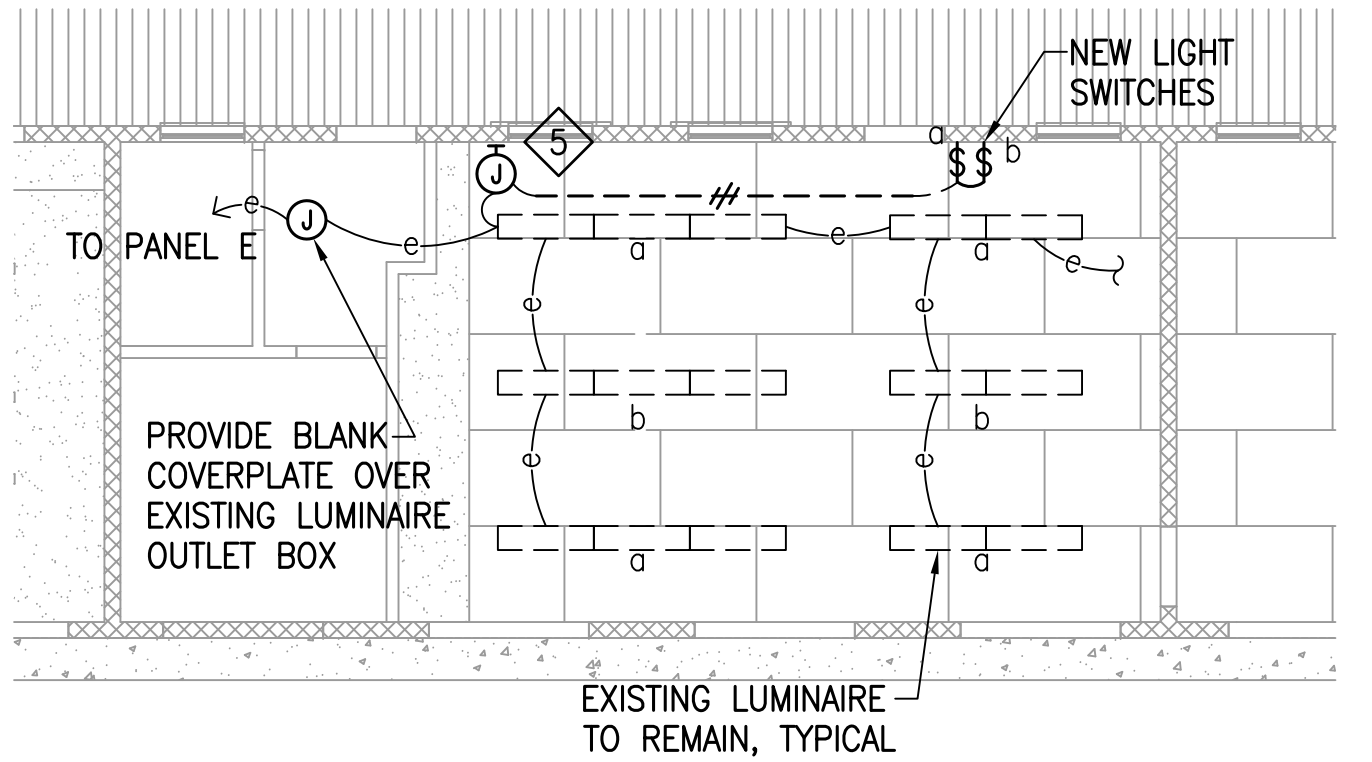 NEW LIGHT
SWITCHES
5
a
$ $
b
J
e
J
e
TO PANEL E
e
a
e
a
e
e
e
b
b
PROVIDE BLANK
COVERPLATE OVER
EXISTING LUMINAIRE
OUTLET BOX
e
e
a
a
EXISTING LUMINAIRE
TO REMAIN, TYPICAL